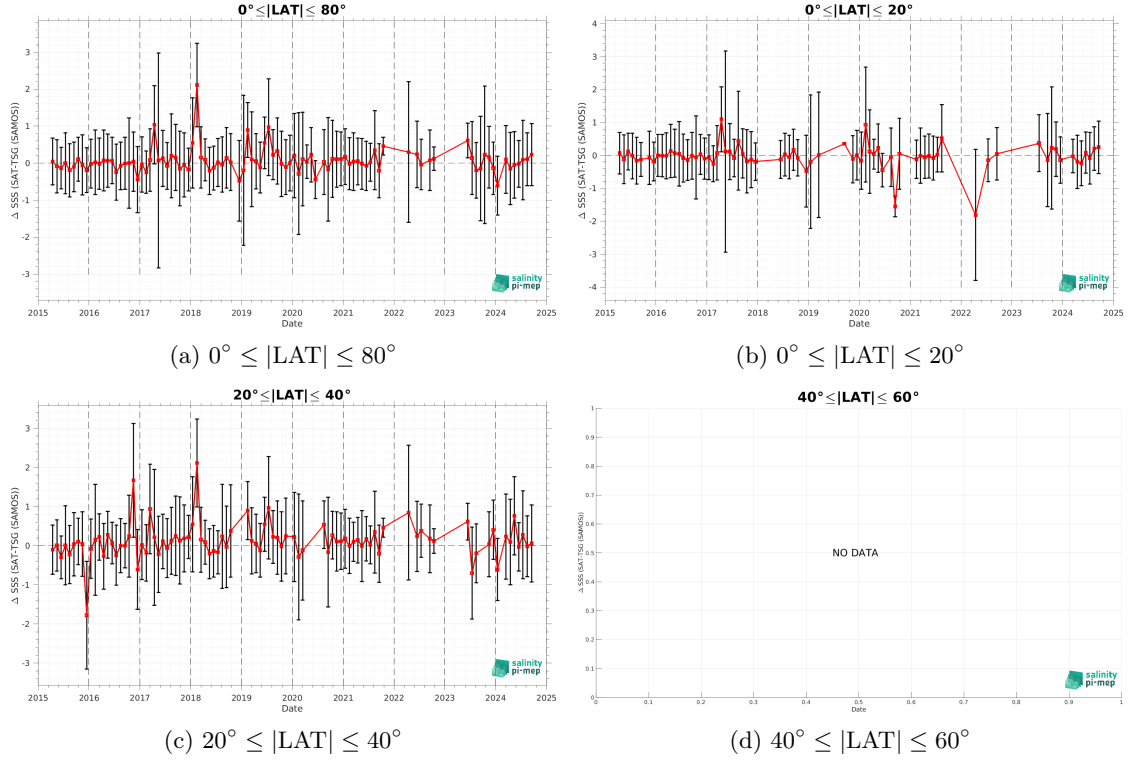 0°≤|LAT|≤ 80°
Δ SSS (SAT-TSG (SAMOS))
3
2
1
0
-1
-2
-3
2015 2016 2017 2018 2019 2020 2021 2022 2023 2024 2025
Date
salinity
pi-mep
(a) 0° ≤ |LAT| ≤ 80°
0°≤|LAT|≤ 20°
Δ SSS (SAT-TSG (SAMOS))
4
3
2
1
0
-1
-2
-3
-4
2015 2016 2017 2018 2019 2020 2021 2022 2023 2024 2025
Date
salinity
pi-mep
(b) 0° ≤ |LAT| ≤ 20°
20°≤|LAT|≤ 40°
Δ SSS (SAT-TSG (SAMOS))
3
2
1
0
-1
-2
-3
2015 2016 2017 2018 2019 2020 2021 2022 2023 2024 2025
Date
salinity
pi-mep
(c) 20° ≤ |LAT| ≤ 40°
40°≤|LAT|≤ 60°
Δ SSS (SAT-TSG (SAMOS))
1
0.9
0.8
0.7
0.6
0.5
0.4
0.3
0.2
0.1
0
NO DATA
0 0.1 0.2 0.3 0.4 0.5 0.6 0.7 0.8 0.9 1
Date
salinity
pi-mep
(d) 40° ≤ |LAT| ≤ 60°